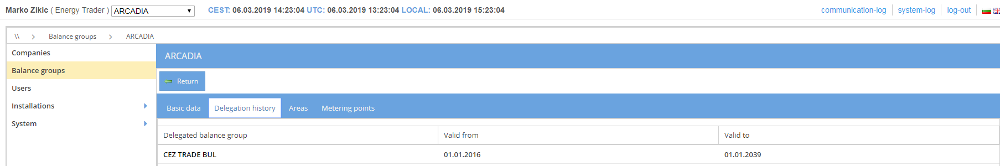 Marko Zikic ( Energy Trader ) ARCADIA CEST: 06.03.2019 14:23:04 UTC: 06.03.2019 13:23:04 LOCAL: 06.03.2019 15:23:04 communication-log system-log log-out
\\ Balance groups ARCADIA
Companies
Balance groups
Users
Installations
System
ARCADIA
Return
Basic data Delegation history Areas Metering points
Delegated balance group Valid from Valid to
CEZ TRADE BUL 01.01.2016 01.01.2039